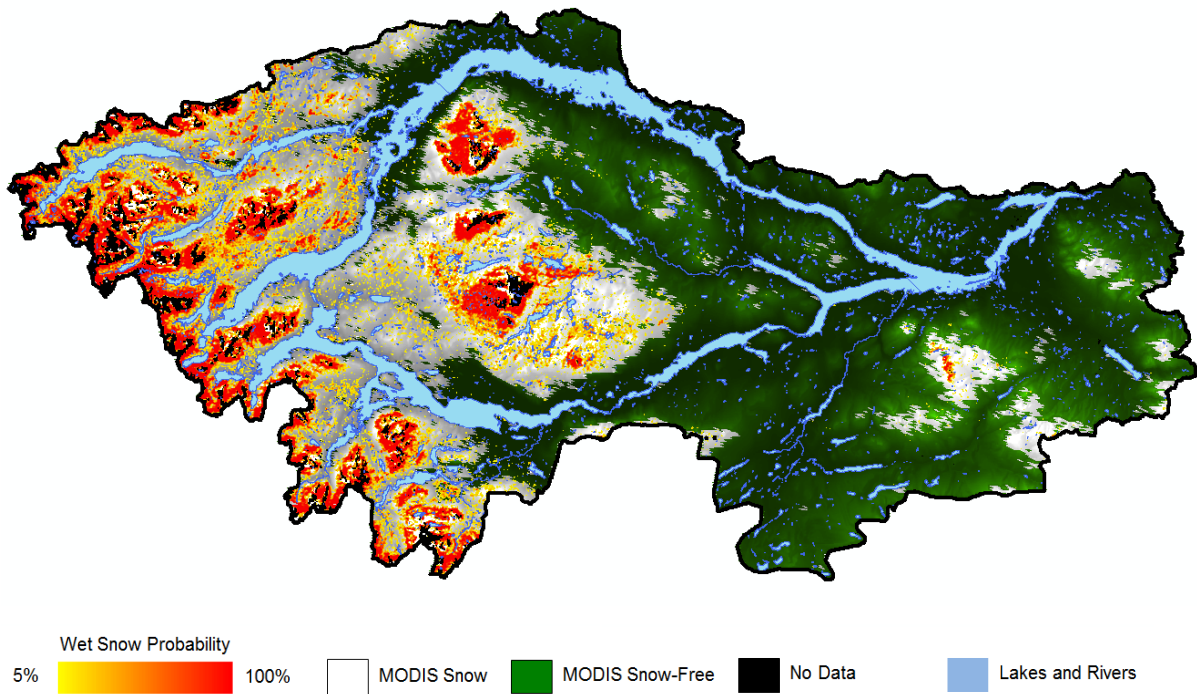 Wet Snow Probability
5% 100% MODIS Snow MODIS Snow-Free No Data Lakes and Rivers